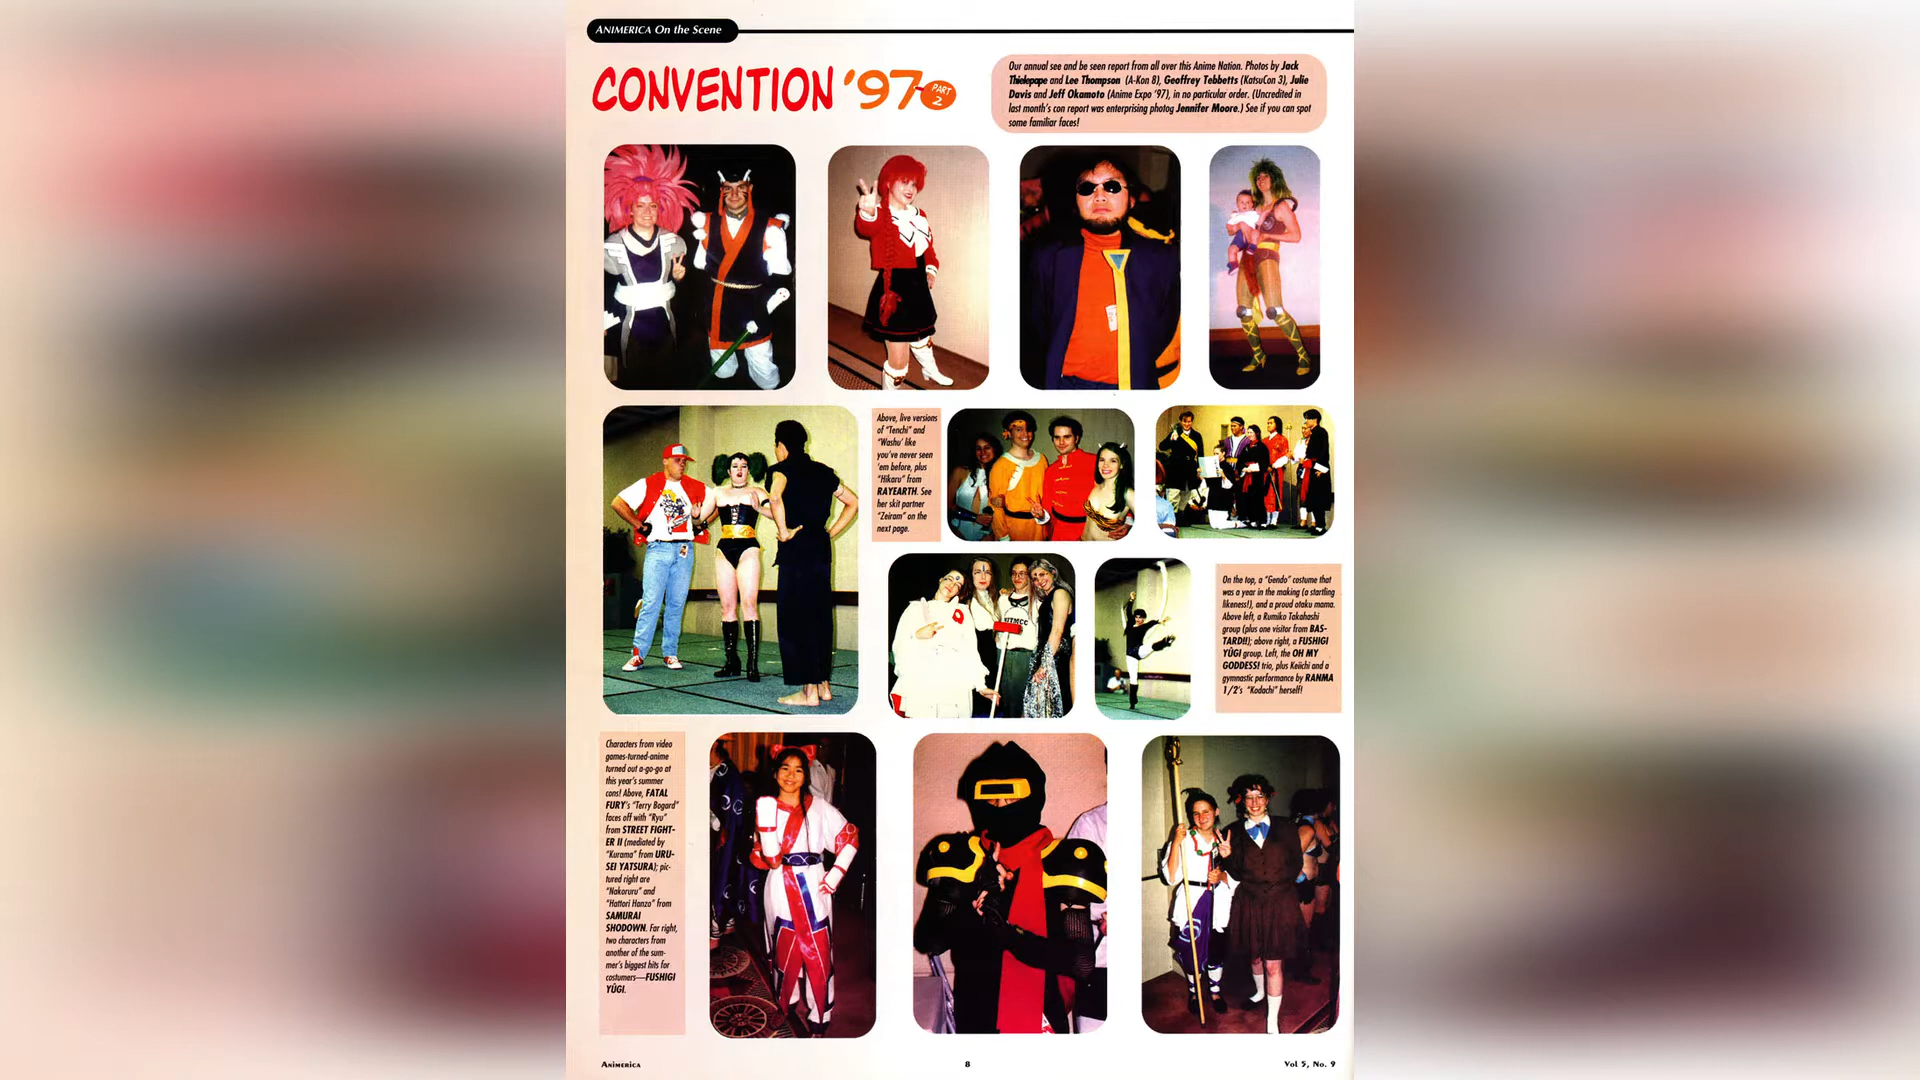 ANIMERICA On the Scene
CONVENTION '97
PART
2
Our annual see and be seen report from all over this Anime Nation. Photos by Jack
Thielepape and Lee Thompson (A-Kon 8), Geoffrey Tebbetts (KatsuCon 3), Julie
Davis and Jeff Okamoto (Anime Expo '97), in no particular order. (Uncredited in
last month's con report was enterprising photog Jennifer Moore.) See if you can spot
some familiar faces!
Above, live versions
of "Tenchi" and
"Washu' like
you've never seen
'em before, plus
"Hikaru" from
RAYEARTH. See
her skit partner
"Zeiram" on the
next page.
On the top, a "Gendo" costume that
was a year in the making (a startling
likeness!), and a proud otaku mama.
Above left, a Rumiko Takahashi
group (plus one visitor from BAS-
TARD!!); above right, a FUSHIGI
YÛGI group. Left, the OH MY
GODDESS! trio, plus Keiichi and a
gymnastic performance by RANMA
1/2's "Kodachi" herself!
Characters from video
games-turned-anime
turned out a-go-go at
this year's summer
cons! Above, FATAL
FURY's "Terry Bogard"
faces off with "Ryu"
from STREET FIGHT-
ER II (mediated by
"Kurama" from URU-
SEI YATSURA); pic-
tured right are
"Nakoruru" and
"Hattori Hanzo" from
SAMURAI
SHODOWN. Far right,
two characters from
another of the sum-
mer's biggest hits for
costumers—FUSHIGI
YÛGI.
ANIMERICA
8
Vol 5, No. 9